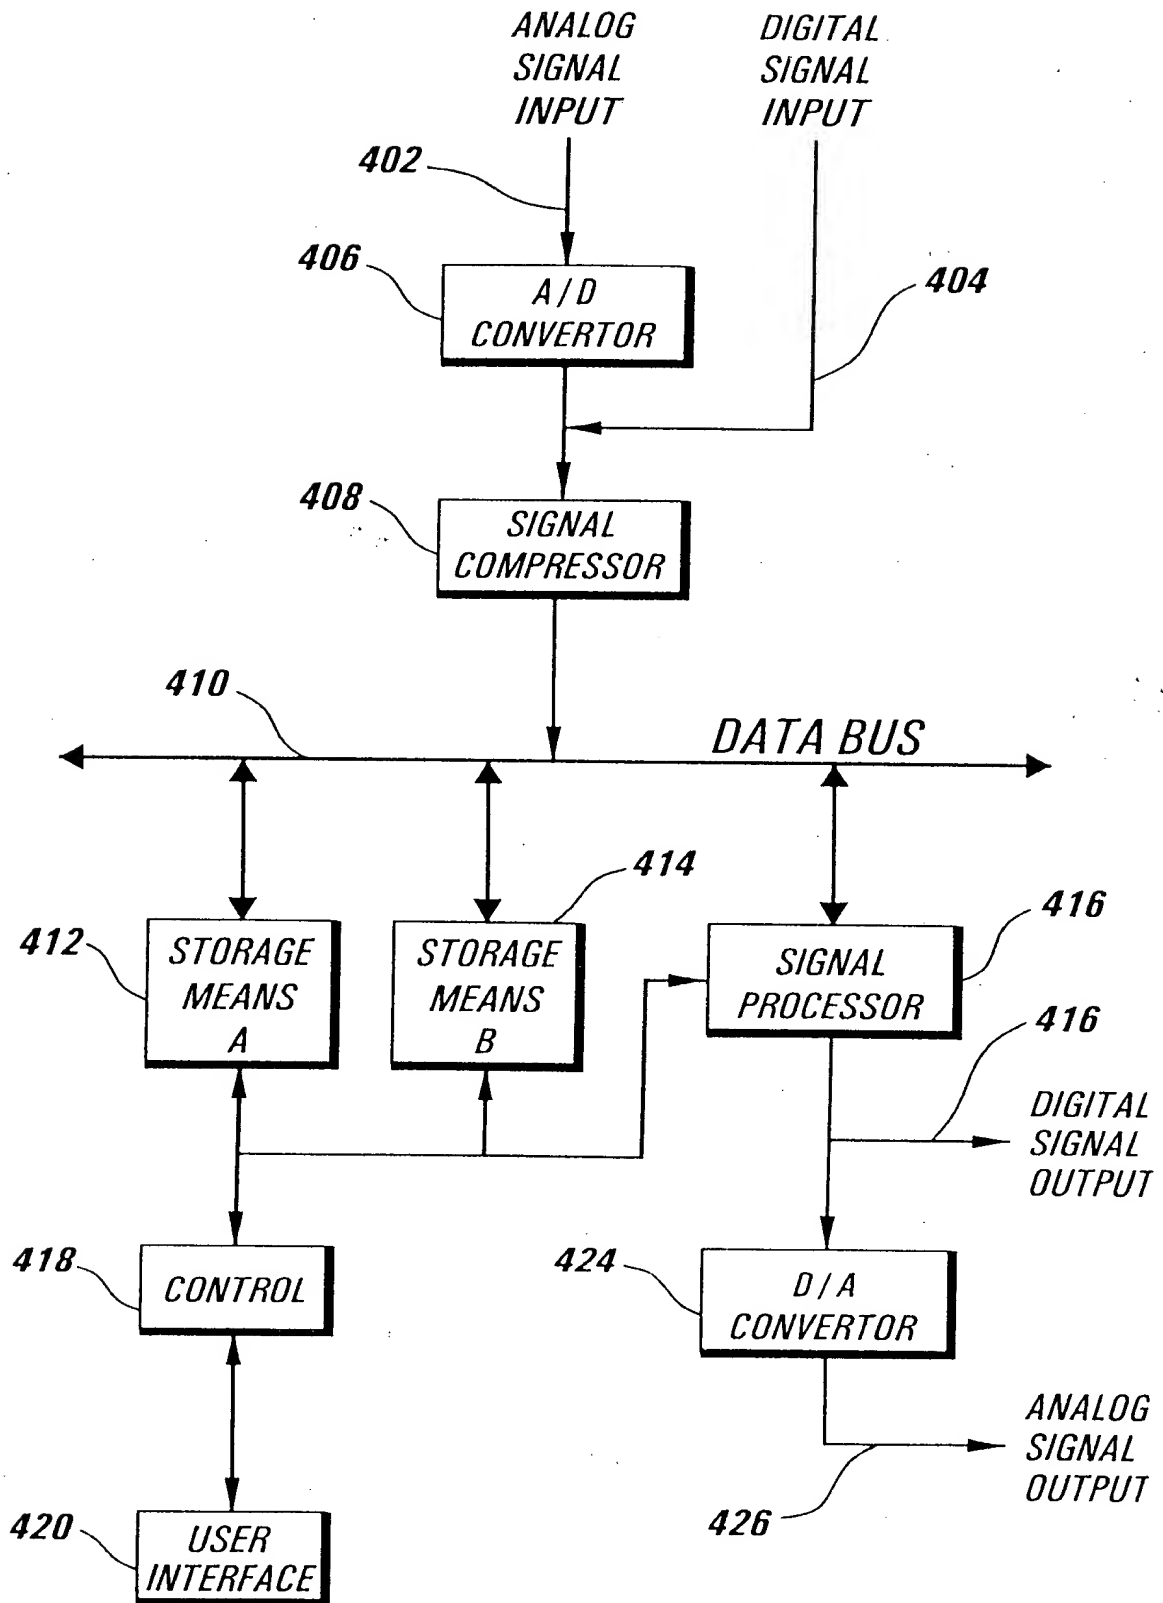 ANALOG
SIGNAL
INPUT
DIGITAL
SIGNAL
INPUT
402
406
A/D
CONVERTOR
404
408
SIGNAL
COMPRESSOR
410
DATA BUS
414
412
STORAGE
MEANS
A
STORAGE
MEANS
B
SIGNAL
PROCESSOR
416
416
DIGITAL
SIGNAL
OUTPUT
418
CONTROL
424
D/A
CONVERTOR
ANALOG
SIGNAL
OUTPUT
426
420
USER
INTERFACE